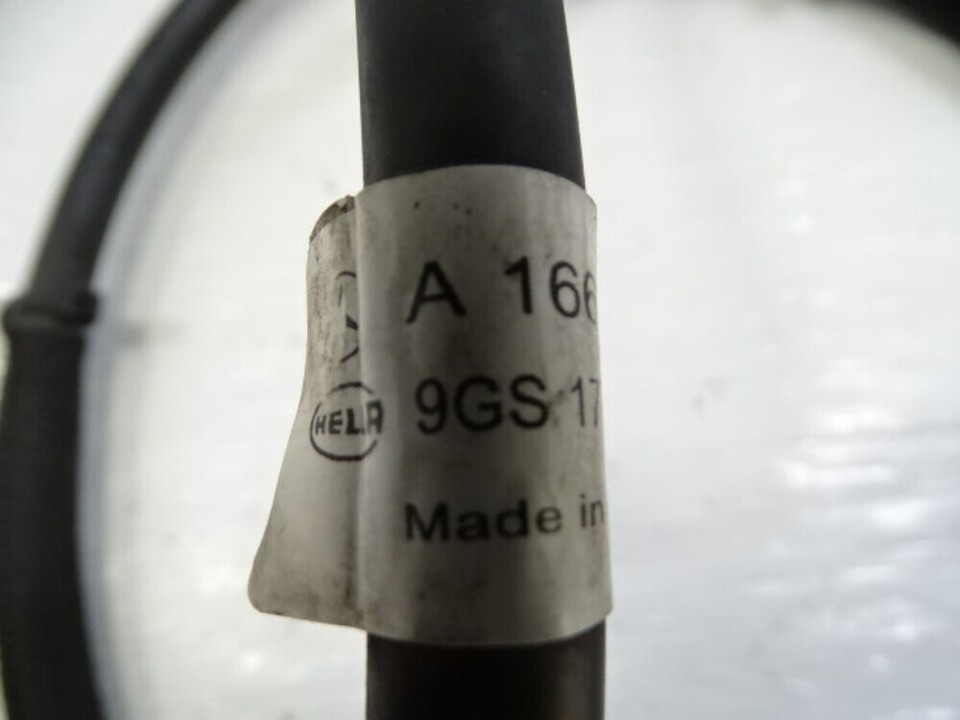 A 166
HELLA 9GS 17
Made in